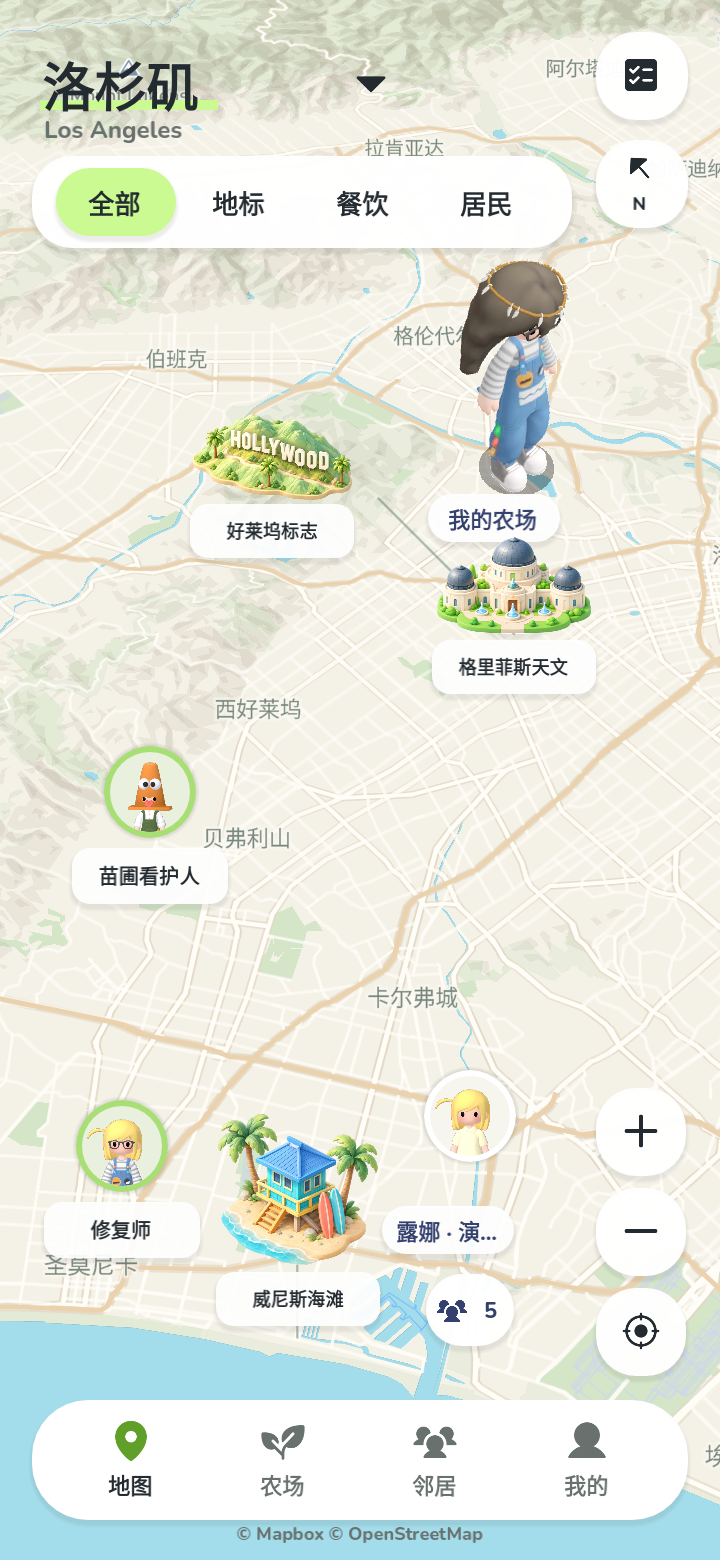 洛杉矶
Los Angeles
阿尔塔
拉肯亚达
迪纳
N
全部
地标
餐饮
居民
格伦代尔
伯班克
HOLLYWOOD
好莱坞标志
我的农场
格里菲斯天文
西好莱坞
苗圃看护人
贝弗利山
卡尔弗城
修复师
露娜 · 演...
圣莫尼卡
威尼斯海滩
5
埃
地图
农场
邻居
我的
© Mapbox © OpenStreetMap